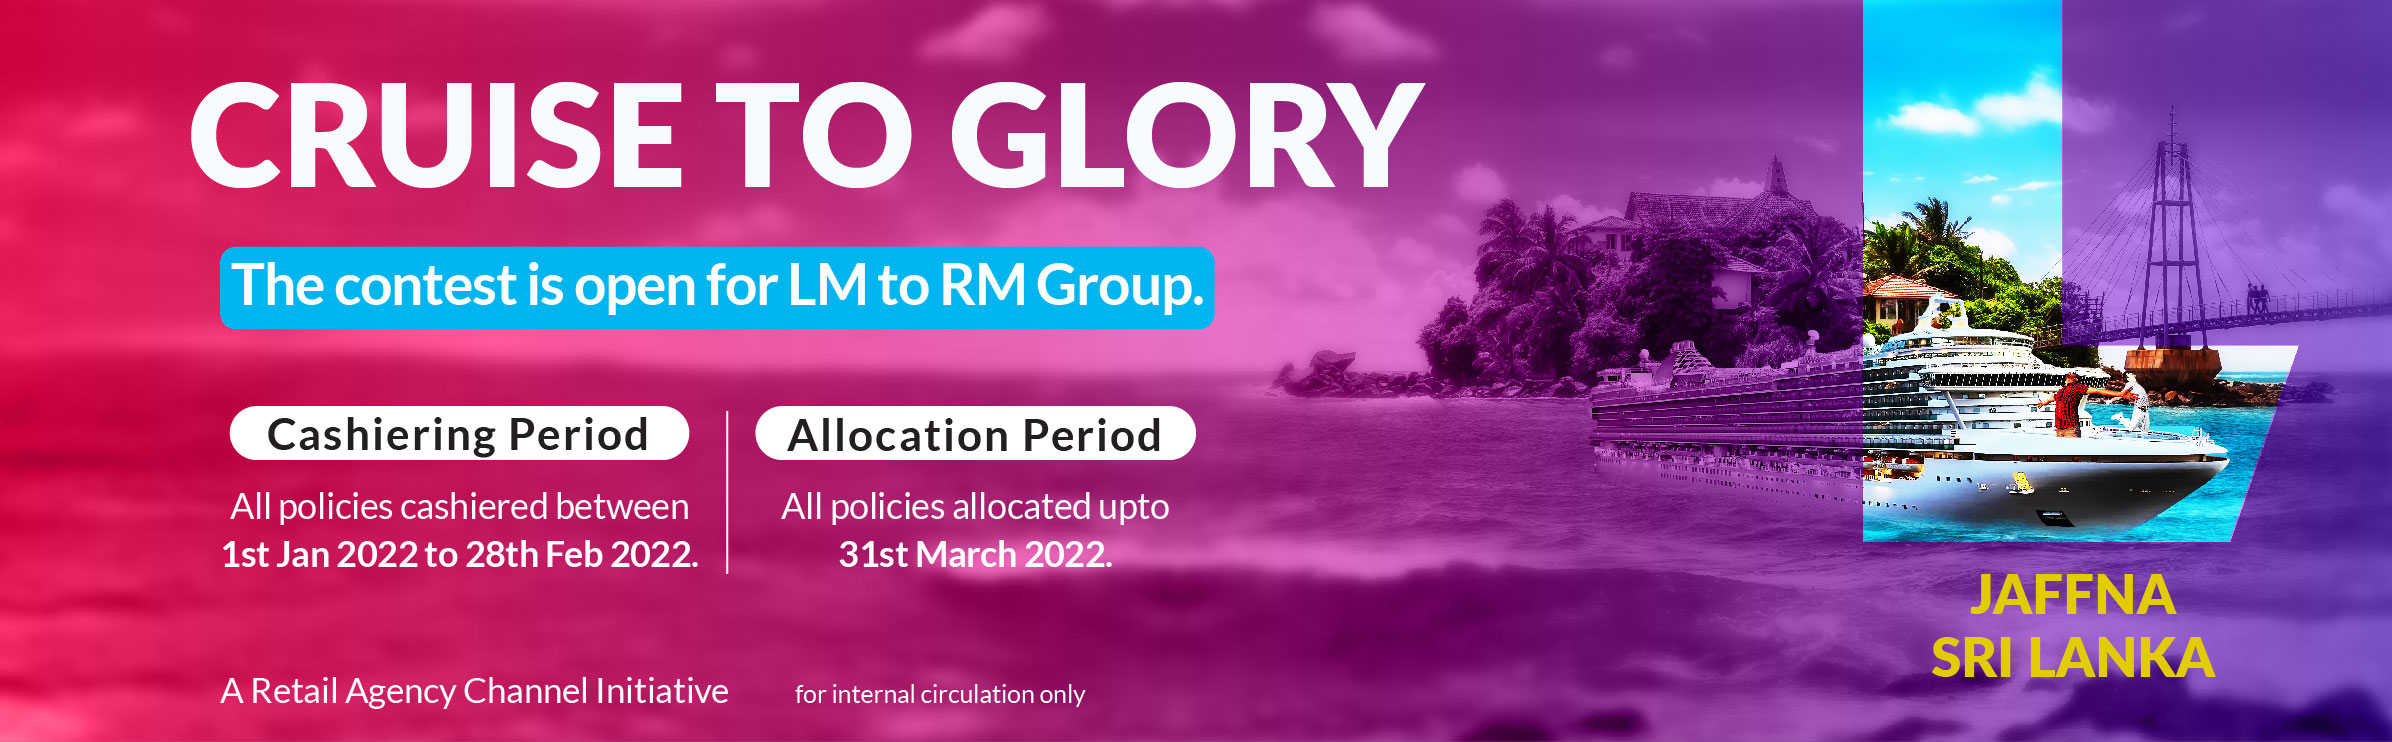 CRUISE TO GLORY
The contest is open for LM to RM Group.
Cashiering Period
All policies cashiered between
1st Jan 2022 to 28th Feb 2022.
Allocation Period
All policies allocated upto
31st March 2022.
A Retail Agency Channel Initiative
for internal circulation only
JAFFNA
SRI LANKA